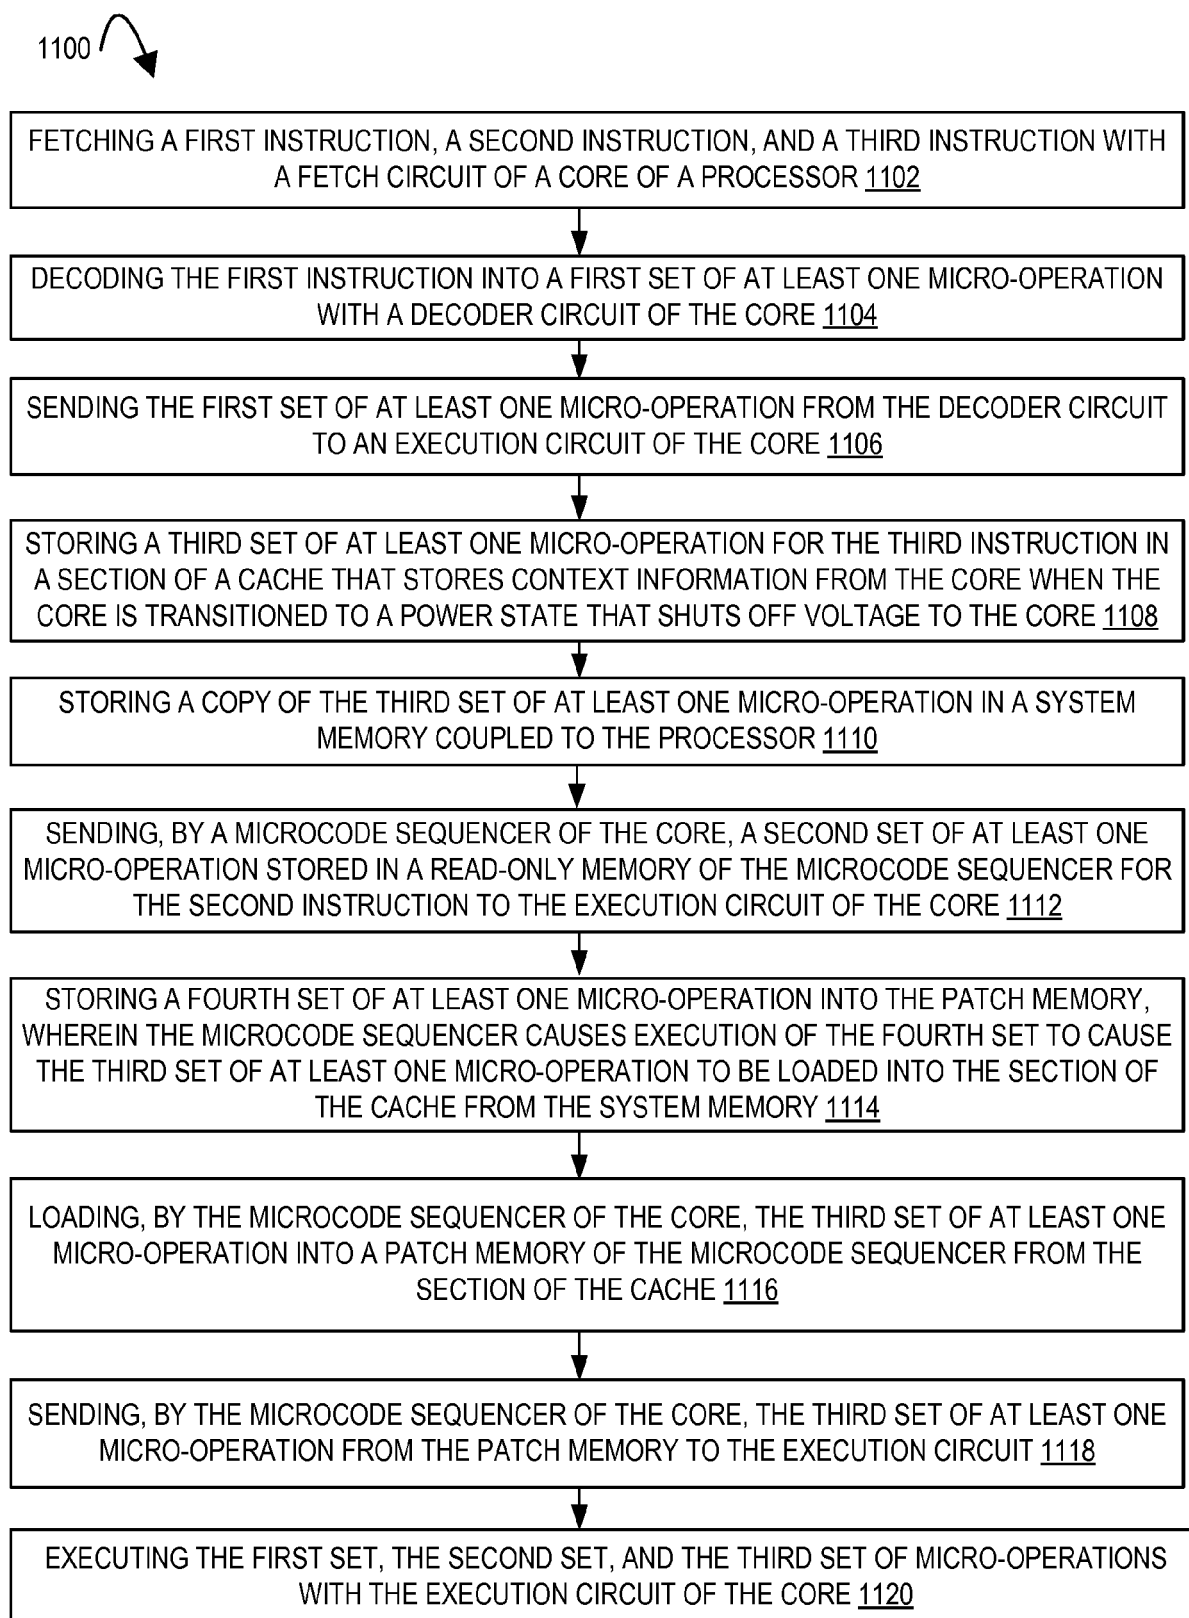 1100
FETCHING A FIRST INSTRUCTION, A SECOND INSTRUCTION, AND A THIRD INSTRUCTION WITH
A FETCH CIRCUIT OF A CORE OF A PROCESSOR 1102
DECODING THE FIRST INSTRUCTION INTO A FIRST SET OF AT LEAST ONE MICRO-OPERATION
WITH A DECODER CIRCUIT OF THE CORE 1104
SENDING THE FIRST SET OF AT LEAST ONE MICRO-OPERATION FROM THE DECODER CIRCUIT
TO AN EXECUTION CIRCUIT OF THE CORE 1106
STORING A THIRD SET OF AT LEAST ONE MICRO-OPERATION FOR THE THIRD INSTRUCTION IN
A SECTION OF A CACHE THAT STORES CONTEXT INFORMATION FROM THE CORE WHEN THE
CORE IS TRANSITIONED TO A POWER STATE THAT SHUTS OFF VOLTAGE TO THE CORE 1108
STORING A COPY OF THE THIRD SET OF AT LEAST ONE MICRO-OPERATION IN A SYSTEM
MEMORY COUPLED TO THE PROCESSOR 1110
SENDING, BY A MICROCODE SEQUENCER OF THE CORE, A SECOND SET OF AT LEAST ONE
MICRO-OPERATION STORED IN A READ-ONLY MEMORY OF THE MICROCODE SEQUENCER FOR
THE SECOND INSTRUCTION TO THE EXECUTION CIRCUIT OF THE CORE 1112
STORING A FOURTH SET OF AT LEAST ONE MICRO-OPERATION INTO THE PATCH MEMORY,
WHEREIN THE MICROCODE SEQUENCER CAUSES EXECUTION OF THE FOURTH SET TO CAUSE
THE THIRD SET OF AT LEAST ONE MICRO-OPERATION TO BE LOADED INTO THE SECTION OF
THE CACHE FROM THE SYSTEM MEMORY 1114
LOADING, BY THE MICROCODE SEQUENCER OF THE CORE, THE THIRD SET OF AT LEAST ONE
MICRO-OPERATION INTO A PATCH MEMORY OF THE MICROCODE SEQUENCER FROM THE
SECTION OF THE CACHE 1116
SENDING, BY THE MICROCODE SEQUENCER OF THE CORE, THE THIRD SET OF AT LEAST ONE
MICRO-OPERATION FROM THE PATCH MEMORY TO THE EXECUTION CIRCUIT 1118
EXECUTING THE FIRST SET, THE SECOND SET, AND THE THIRD SET OF MICRO-OPERATIONS
WITH THE EXECUTION CIRCUIT OF THE CORE 1120